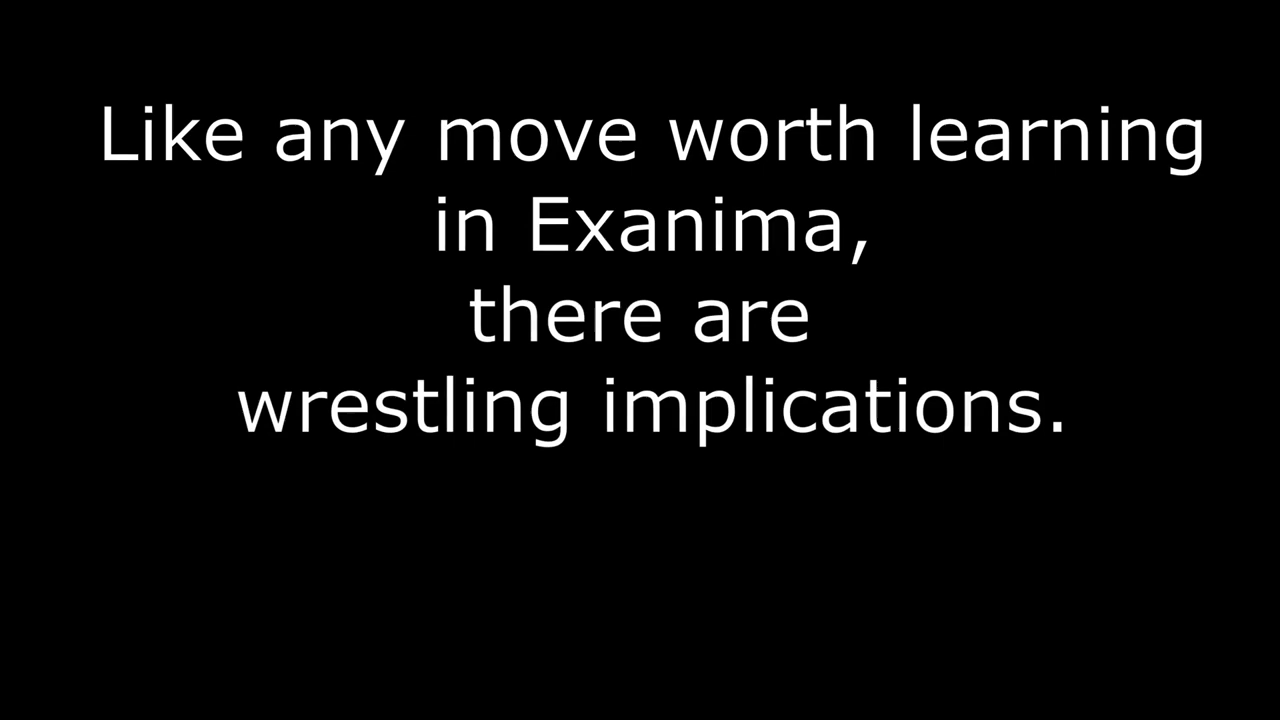 Like any move worth learning
in Exanima,
there are
wrestling implications.